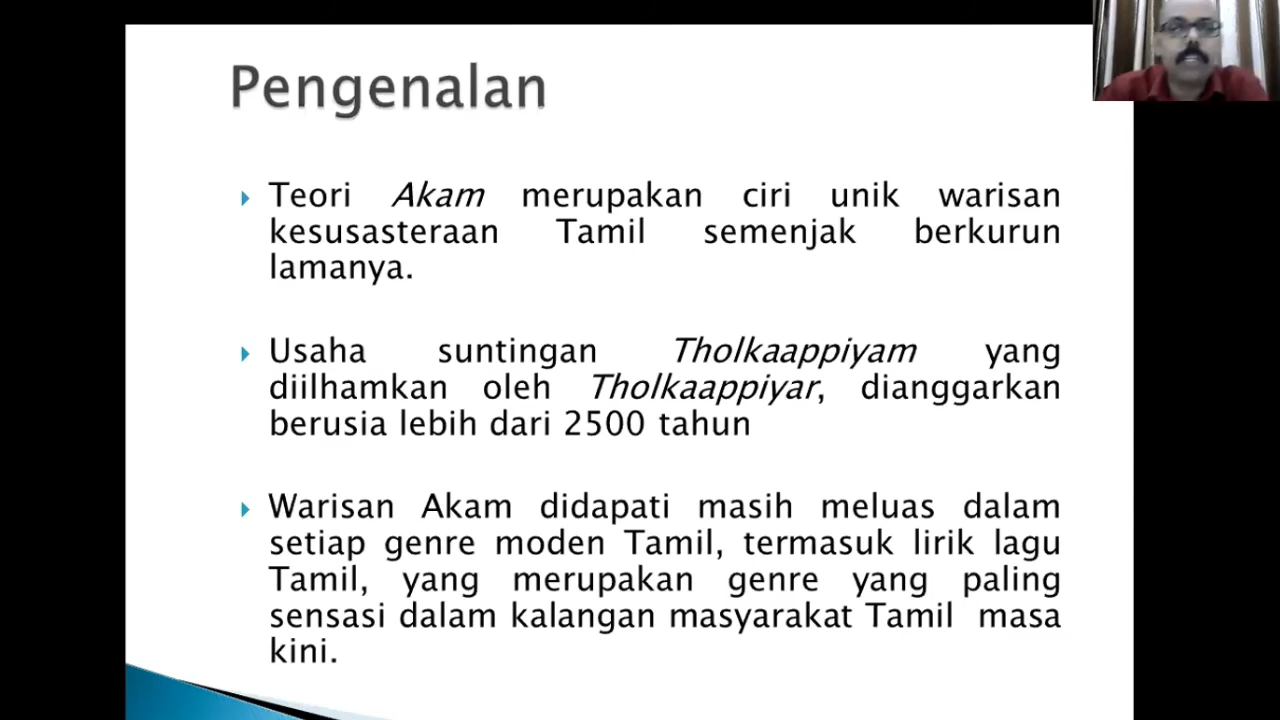 Pengenalan
Teori Akam merupakan ciri unik warisan
kesusasteraan Tamil semenjak berkurun
lamanya.
Usaha suntingan Tholkaappiyam yang
diilhamkan oleh Tholkaappiyar, dianggarkan
berusia lebih dari 2500 tahun
Warisan Akam didapati masih meluas dalam
setiap genre moden Tamil, termasuk lirik lagu
Tamil, yang merupakan genre yang paling
sensasi dalam kalangan masyarakat Tamil masa
kini.